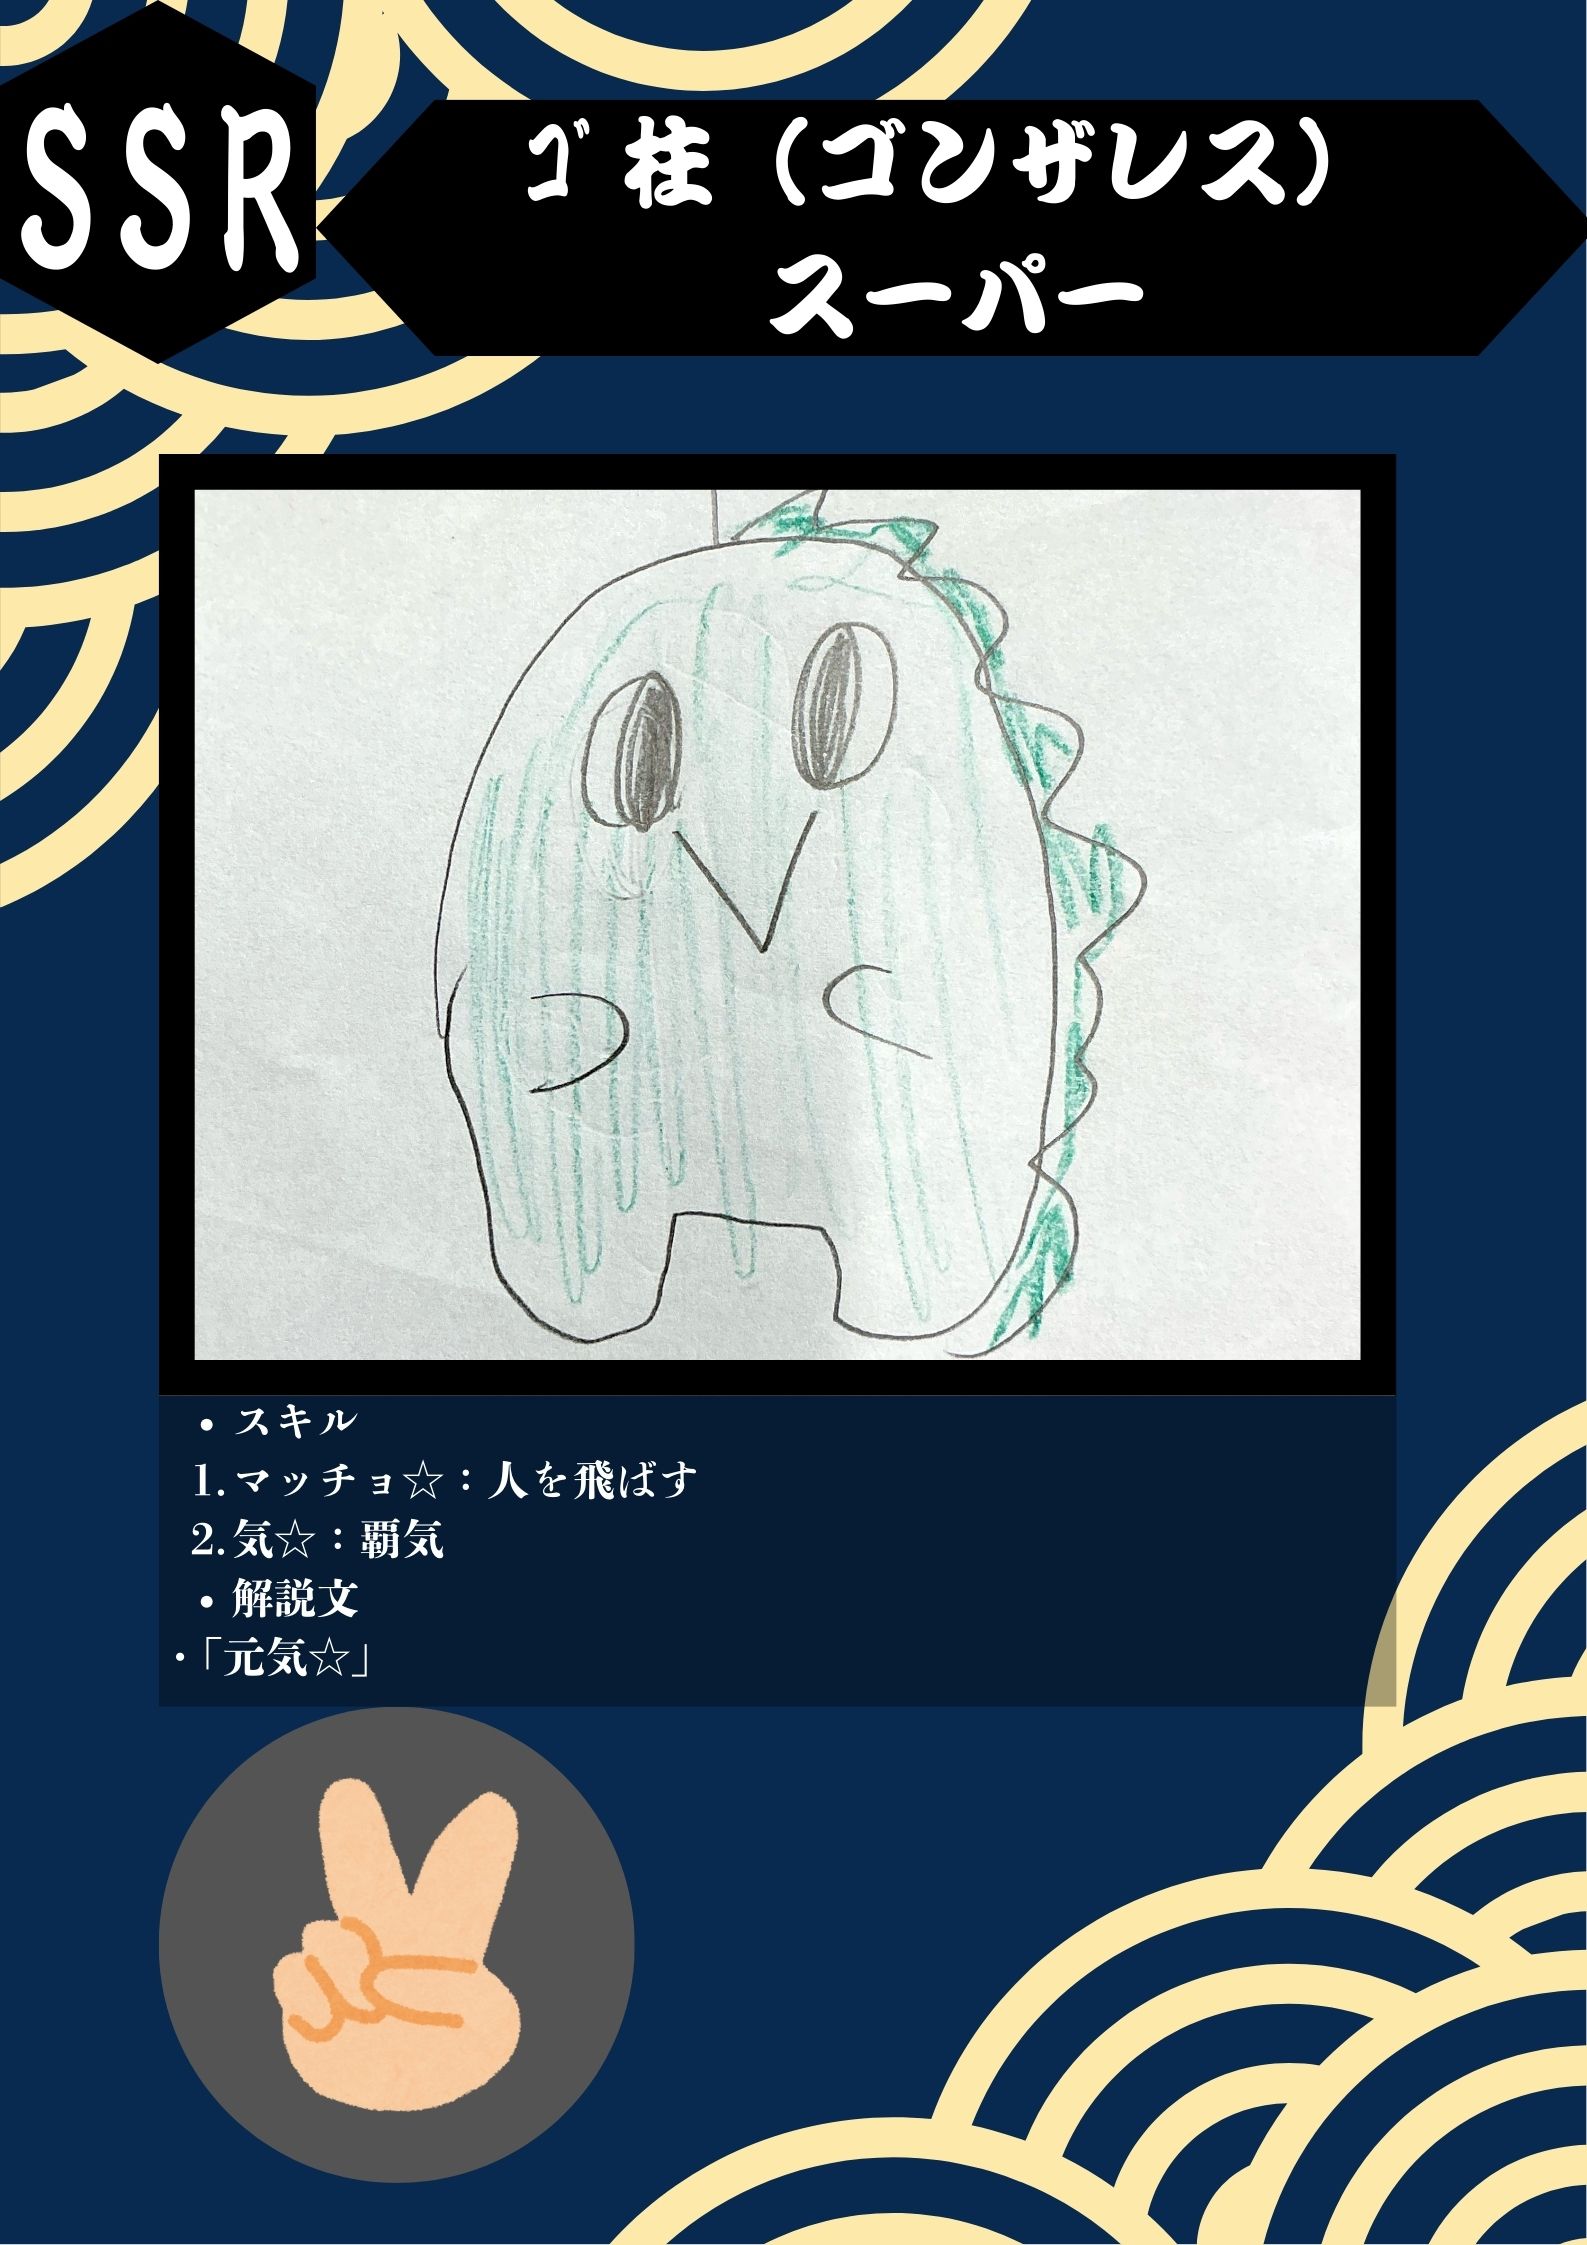 SSR
ｺﾞ 柱（ゴンザレス）
スーパー
• スキル
1. マッチョ☆：人を飛ばす
2. 気☆：覇気
• 解説文
・「元気☆」